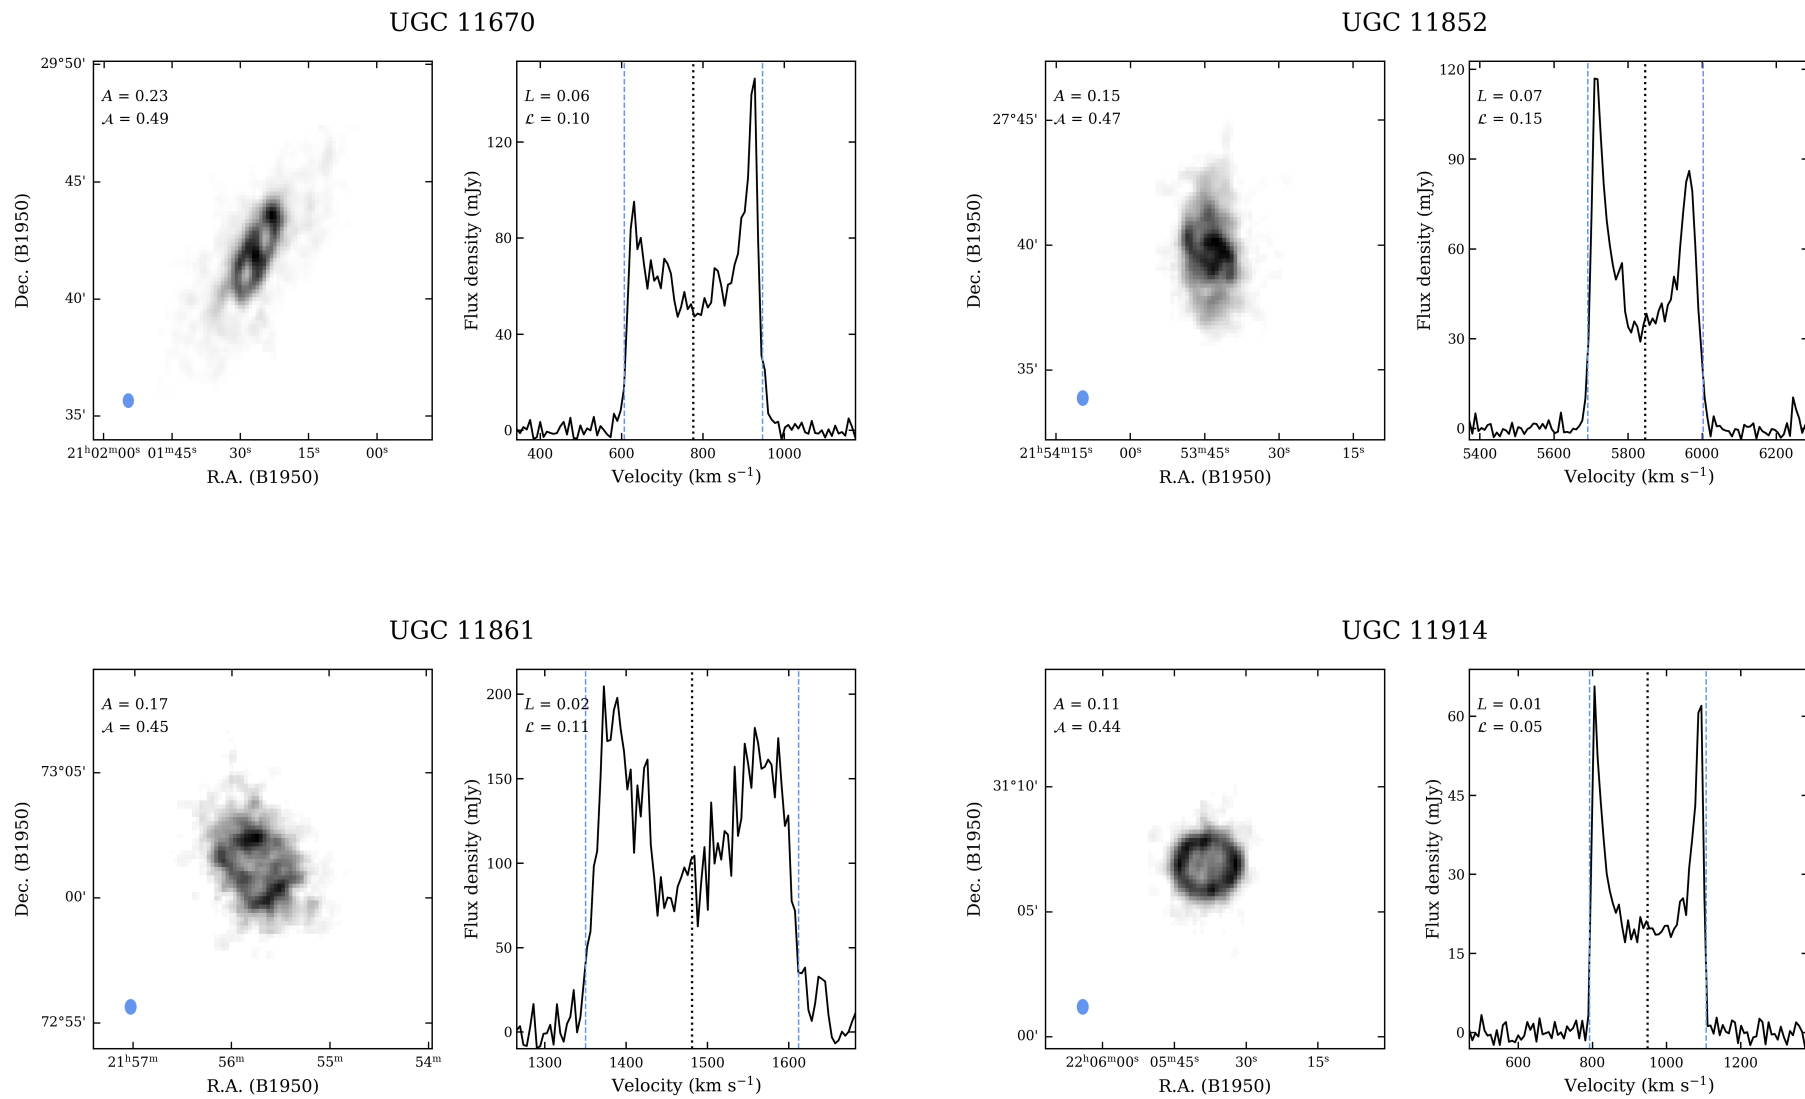 UGC 11670
A = 0.23
𝒜 = 0.49
29°50'
45'
40'
35'
Dec. (B1950)
21ʰ02ᵐ00ˢ 01ᵐ45ˢ 30ˢ 15ˢ 00ˢ
R.A. (B1950)
L = 0.06
ℒ = 0.10
120
80
40
0
Flux density (mJy)
400 600 800 1000
Velocity (km s⁻¹)
UGC 11852
A = 0.15
𝒜 = 0.47
27°45'
40'
35'
Dec. (B1950)
21ʰ54ᵐ15ˢ 00ˢ 53ᵐ45ˢ 30ˢ 15ˢ
R.A. (B1950)
L = 0.07
ℒ = 0.15
120
90
60
30
0
Flux density (mJy)
5400 5600 5800 6000 6200
Velocity (km s⁻¹)
UGC 11861
A = 0.17
𝒜 = 0.45
73°05'
00'
72°55'
Dec. (B1950)
21ʰ57ᵐ 56ᵐ 55ᵐ 54ᵐ
R.A. (B1950)
L = 0.02
ℒ = 0.11
200
150
100
50
0
Flux density (mJy)
1300 1400 1500 1600
Velocity (km s⁻¹)
UGC 11914
A = 0.11
𝒜 = 0.44
31°10'
05'
00'
Dec. (B1950)
22ʰ06ᵐ00ˢ 05ᵐ45ˢ 30ˢ 15ˢ
R.A. (B1950)
L = 0.01
ℒ = 0.05
60
45
30
15
0
Flux density (mJy)
600 800 1000 1200
Velocity (km s⁻¹)